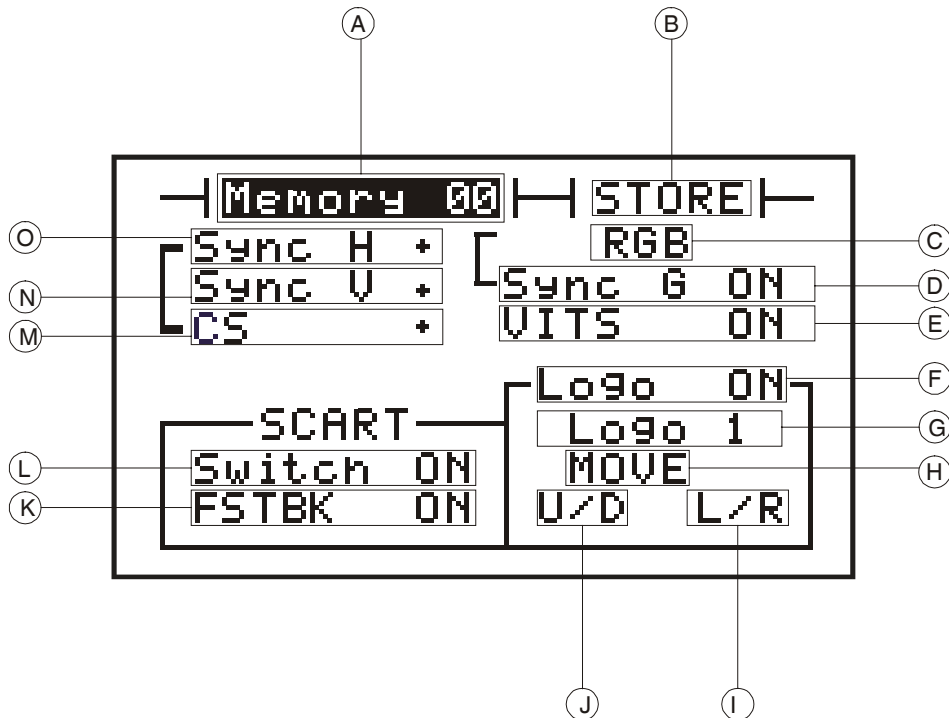 A B
Memory 00 STORE
O Sync H + RGB C
N Sync V + Sync G ON D
M CS + VITS ON E
Logo ON F
SCART Logo 1 G
L Switch ON MOVE H
K FSTBK ON U/D L/R
J I